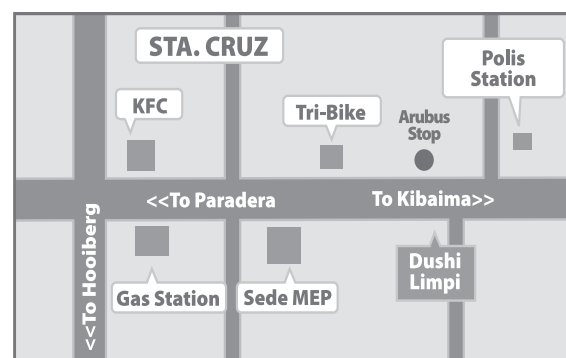 STA. CRUZ
Polis
Station
KFC
Tri-Bike
Arubus
Stop
<<To Paradera
To Kibaima>>
<<To Hooiberg
Gas Station
Sede MEP
Dushi
Limpi